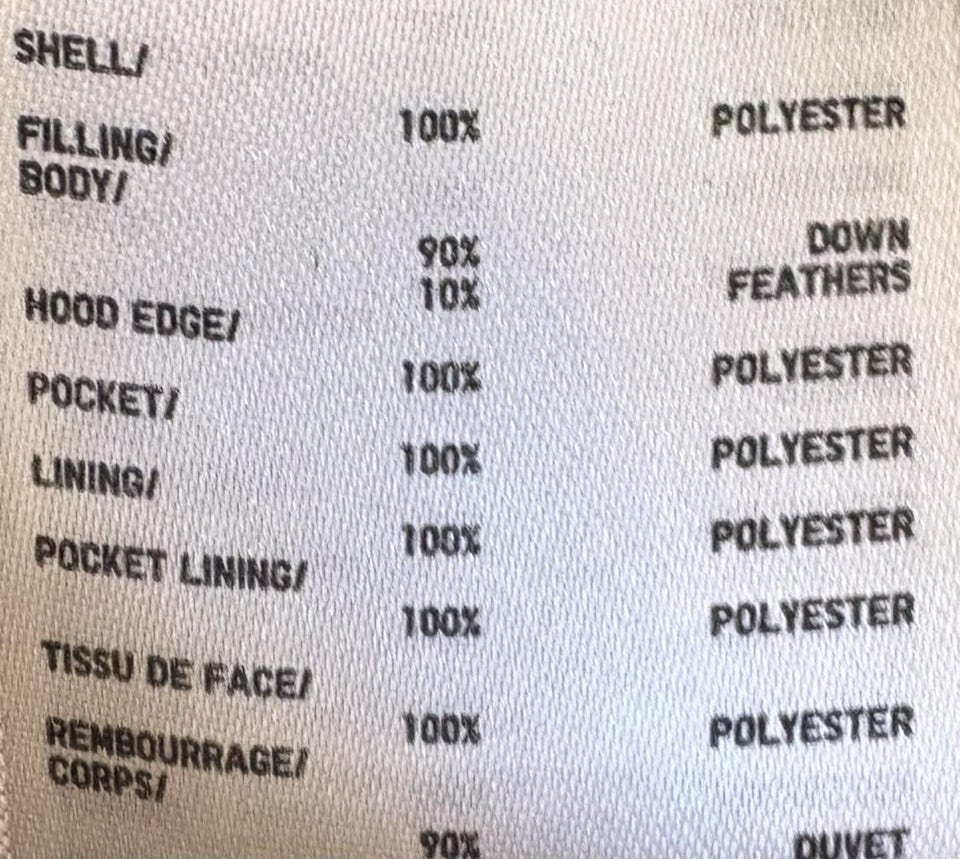 SHELL/
100% POLYESTER
FILLING/
BODY/
90% DOWN
10% FEATHERS
HOOD EDGE/
100% POLYESTER
POCKET/
100% POLYESTER
LINING/
100% POLYESTER
POCKET LINING/
100% POLYESTER
TISSU DE FACE/
100% POLYESTER
REMBOURRAGE/
CORPS/
90% DUVET